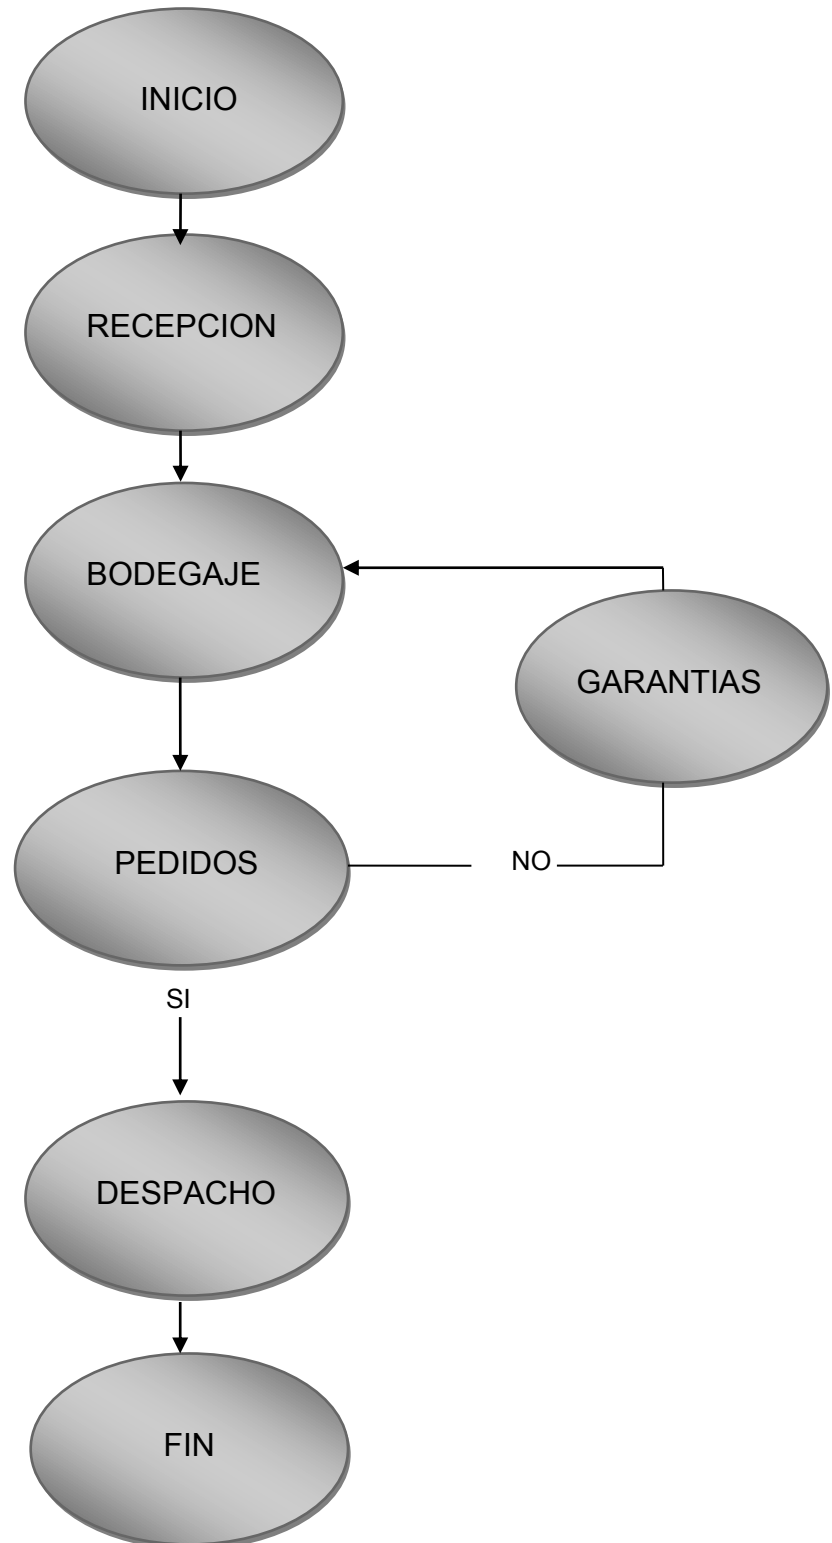 INICIO
RECEPCION
BODEGAJE
GARANTIAS
PEDIDOS
NO
SI
DESPACHO
FIN